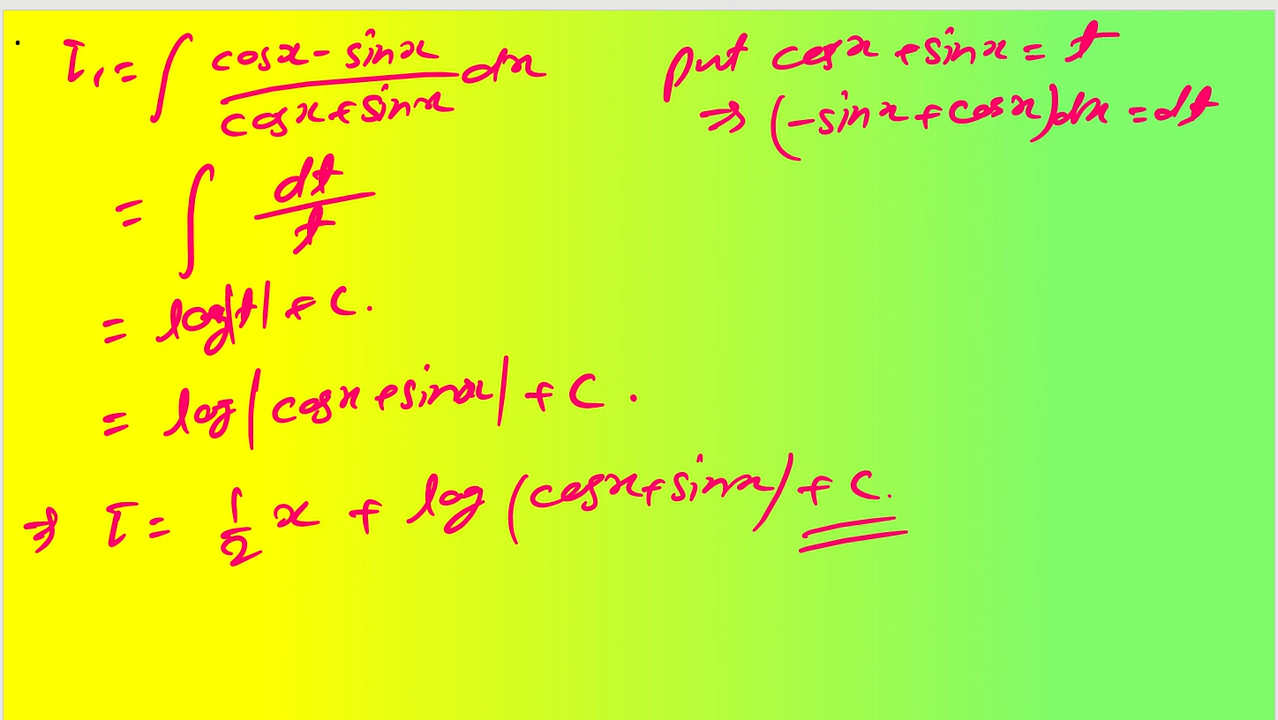 I₁ = ∫ (cosx - sinx)/(cosx + sinx) dx put cosx + sinx = t
⇒ (-sinx + cosx)dx = dt
= ∫ dt/t
= log|t| + C.
= log|cosx + sinx| + C.
⇒ I = 1/2 x + log|cosx + sinx| + C.